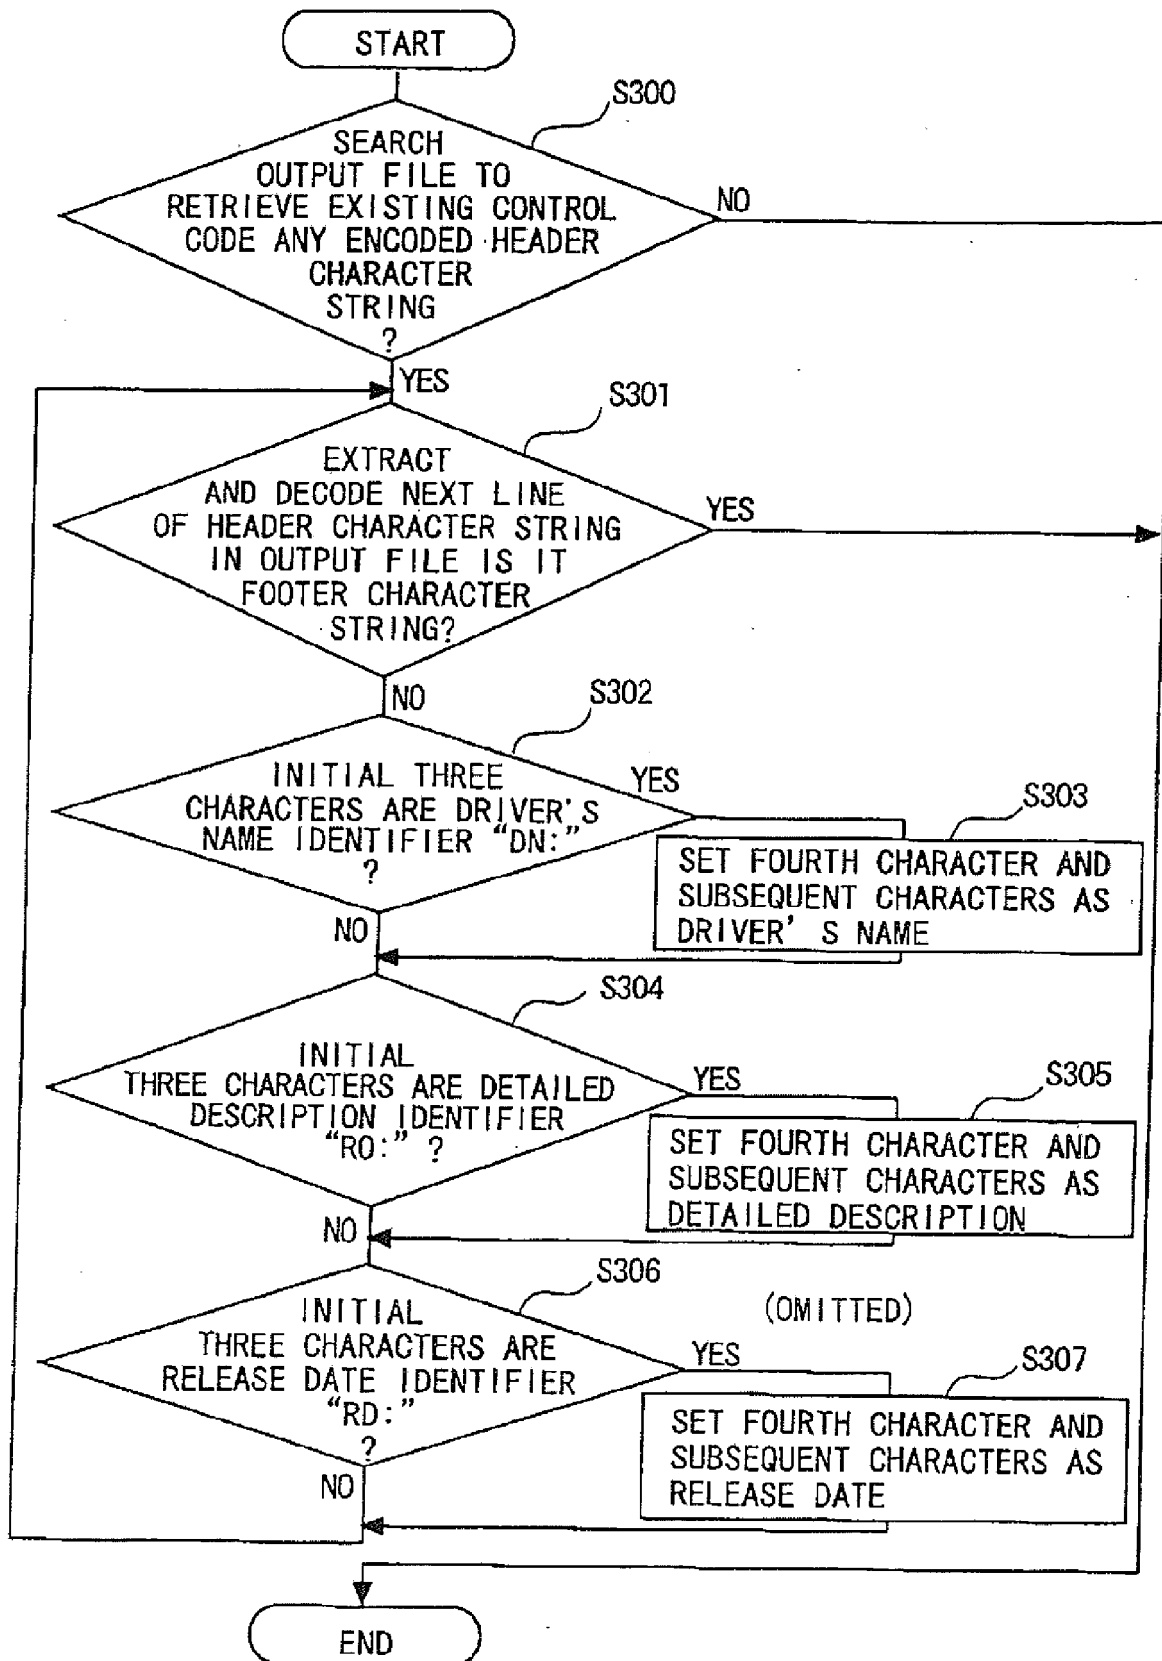 START
S300
SEARCH
OUTPUT FILE TO
RETRIEVE EXISTING CONTROL
CODE ANY ENCODED HEADER
CHARACTER
STRING
?
NO
YES
S301
EXTRACT
AND DECODE NEXT LINE
OF HEADER CHARACTER STRING
IN OUTPUT FILE IS IT
FOOTER CHARACTER
STRING?
YES
NO
S302
INITIAL THREE
CHARACTERS ARE DRIVER'S
NAME IDENTIFIER "DN:"
?
YES
S303
SET FOURTH CHARACTER AND
SUBSEQUENT CHARACTERS AS
DRIVER' S NAME
NO
S304
INITIAL
THREE CHARACTERS ARE DETAILED
DESCRIPTION IDENTIFIER
"RO:" ?
YES
S305
SET FOURTH CHARACTER AND
SUBSEQUENT CHARACTERS AS
DETAILED DESCRIPTION
NO
S306
(OMITTED)
INITIAL
THREE CHARACTERS ARE
RELEASE DATE IDENTIFIER
"RD:"
?
YES
S307
SET FOURTH CHARACTER AND
SUBSEQUENT CHARACTERS AS
RELEASE DATE
NO
END